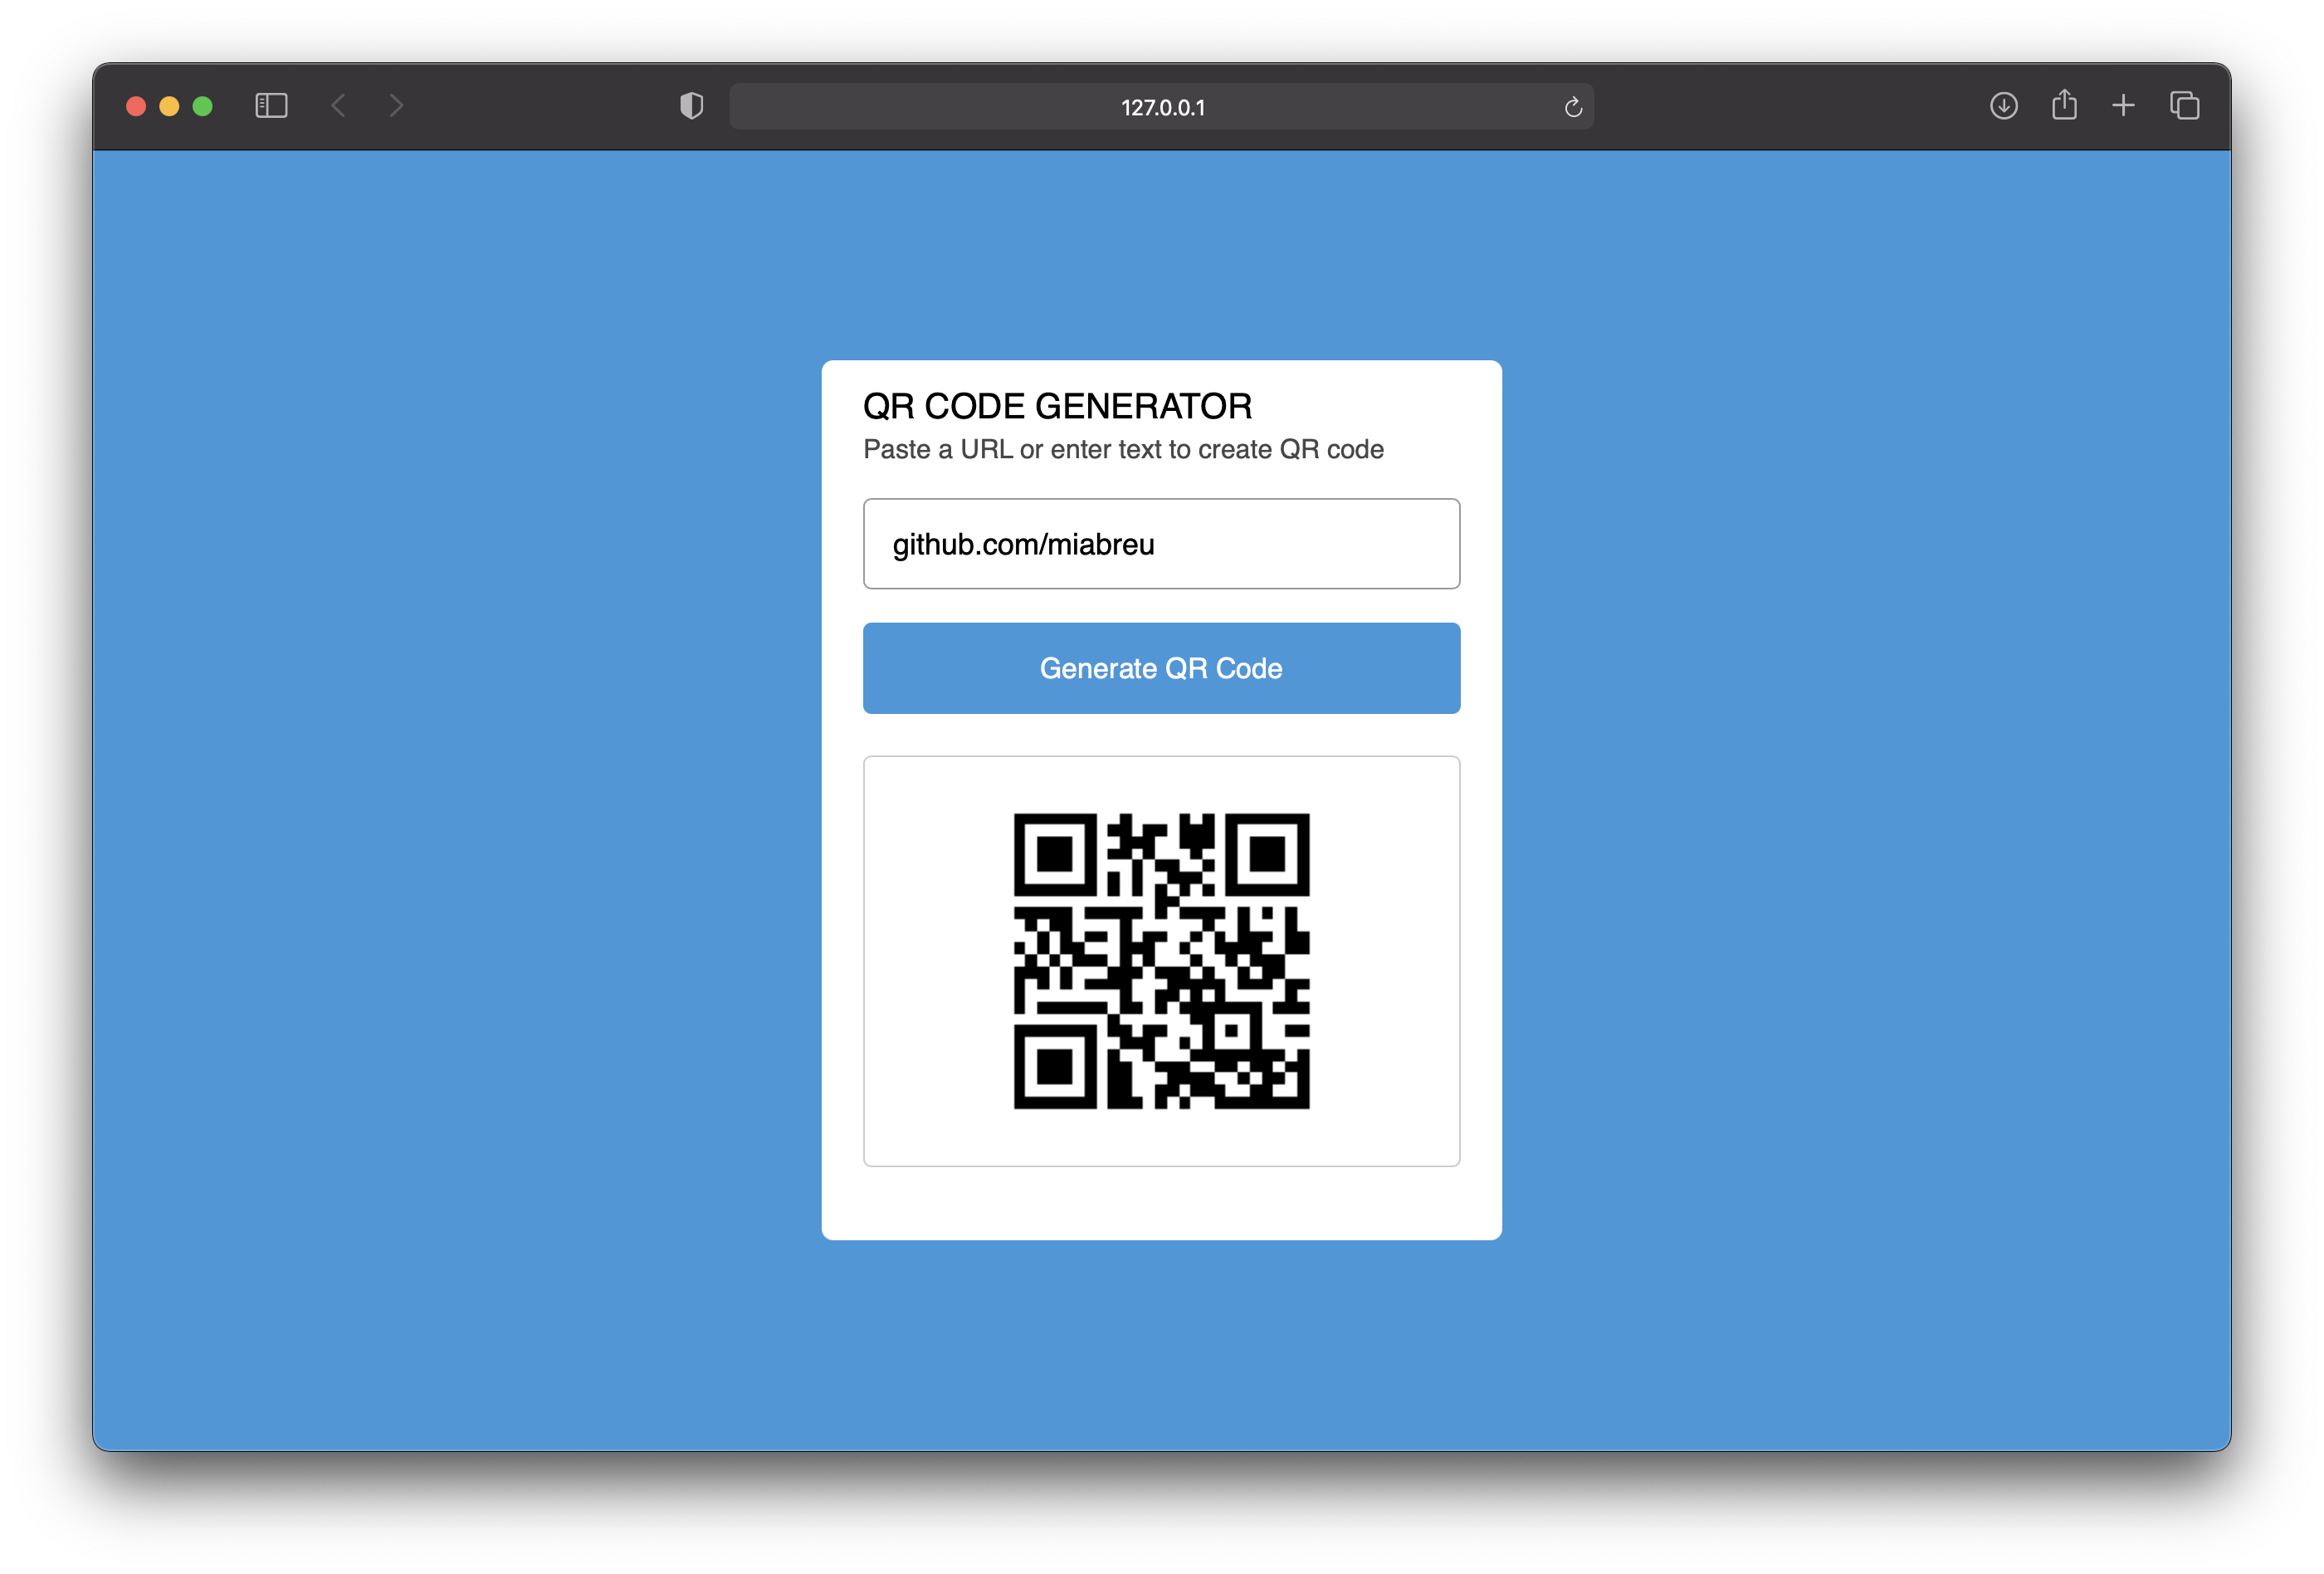 127.0.0.1
QR CODE GENERATOR
Paste a URL or enter text to create QR code
github.com/miabreu
Generate QR Code